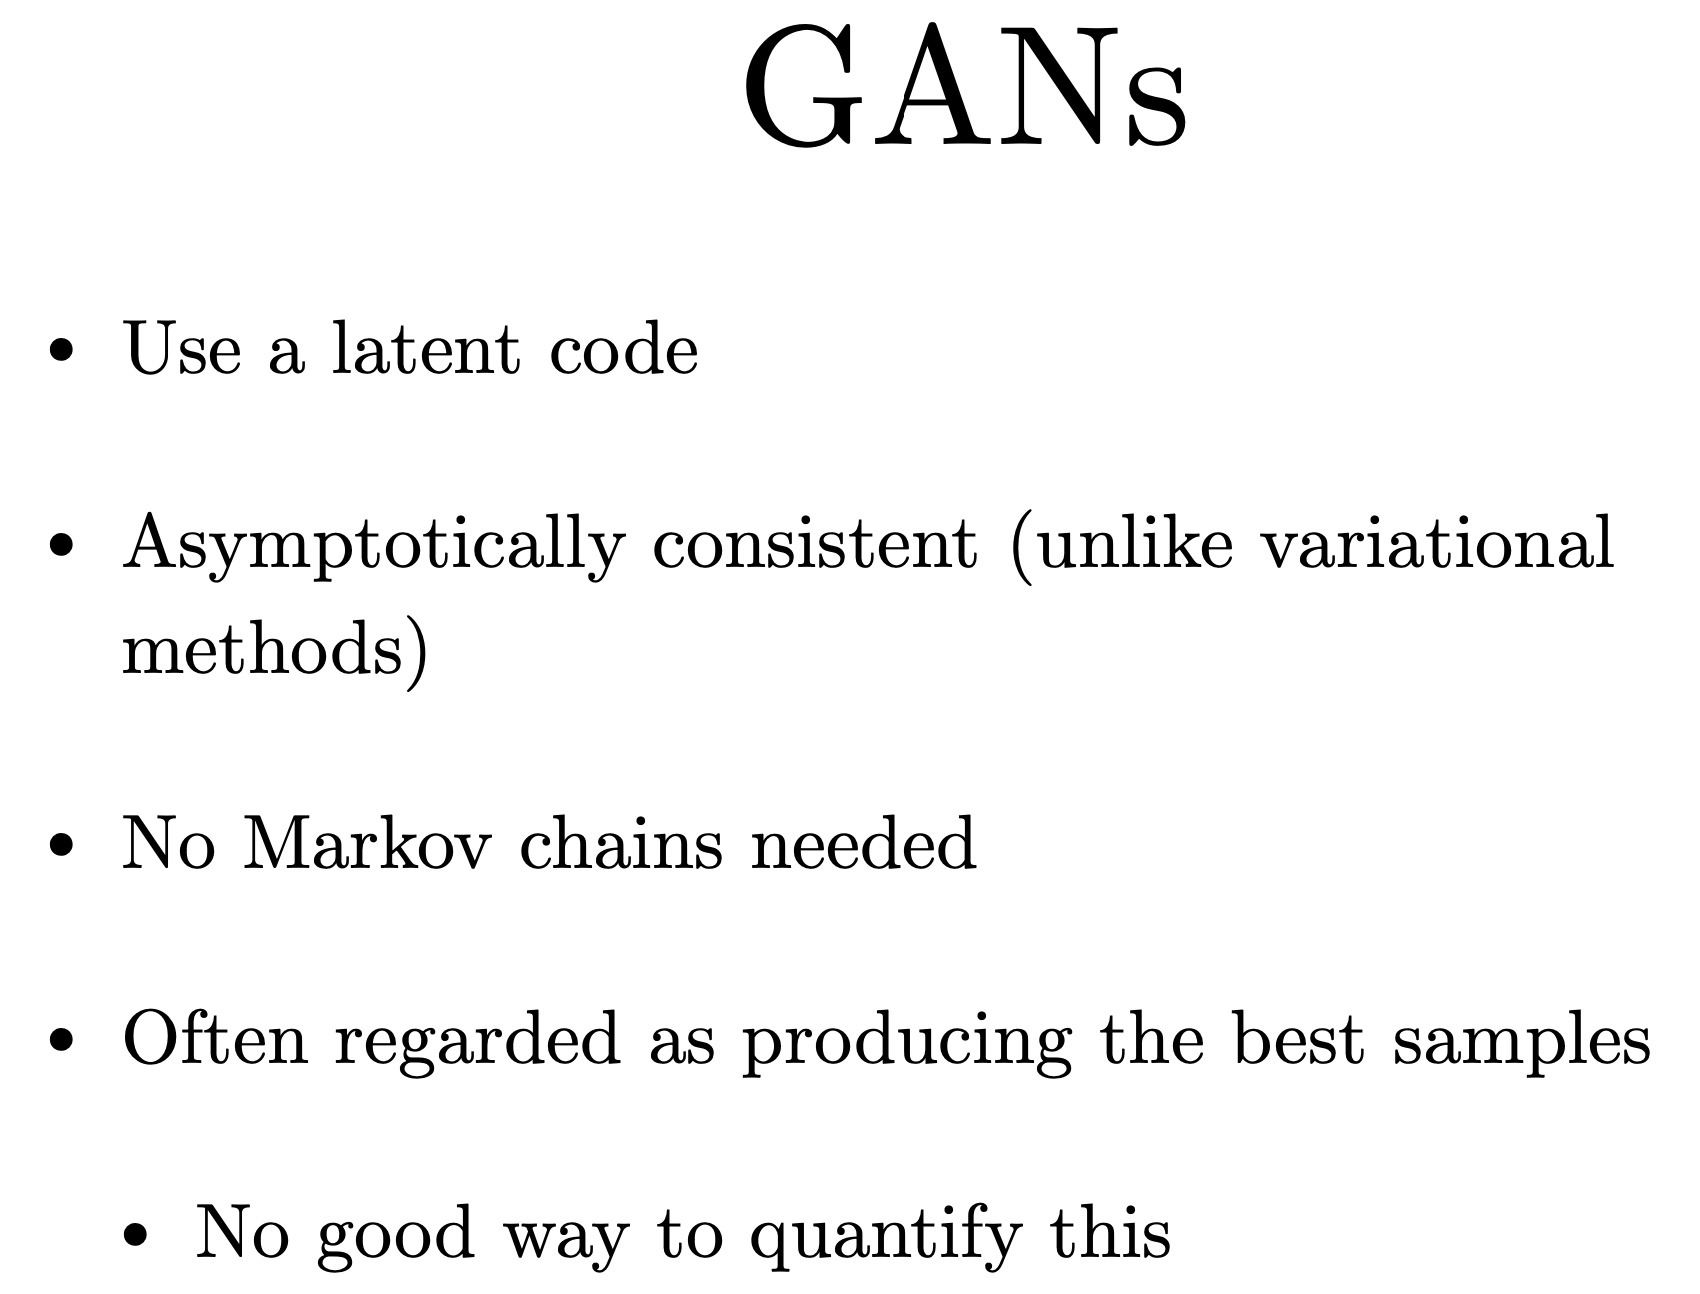 GANs
• Use a latent code
• Asymptotically consistent (unlike variational
methods)
• No Markov chains needed
• Often regarded as producing the best samples
• No good way to quantify this